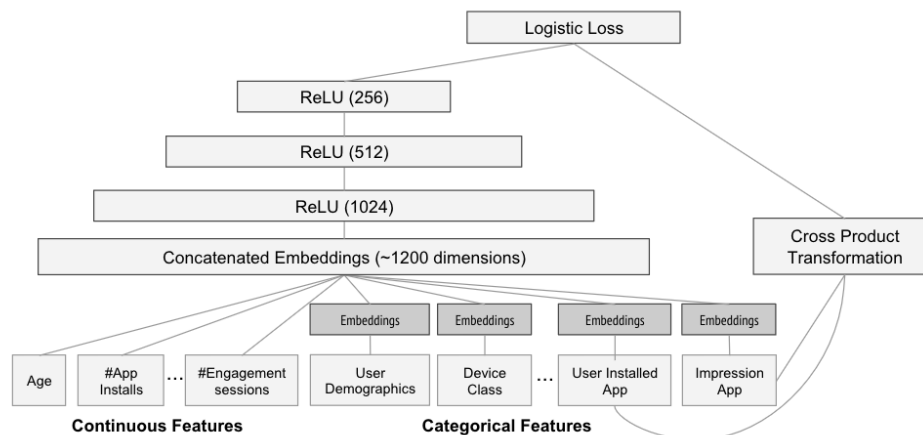 Logistic Loss
ReLU (256)
ReLU (512)
ReLU (1024)
Concatenated Embeddings (~1200 dimensions)
Cross Product
Transformation
Embeddings
Embeddings
Embeddings
Embeddings
Age
#App
Installs
...
#Engagement
sessions
User
Demographics
Device
Class
...
User Installed
App
Impression
App
Continuous Features
Categorical Features